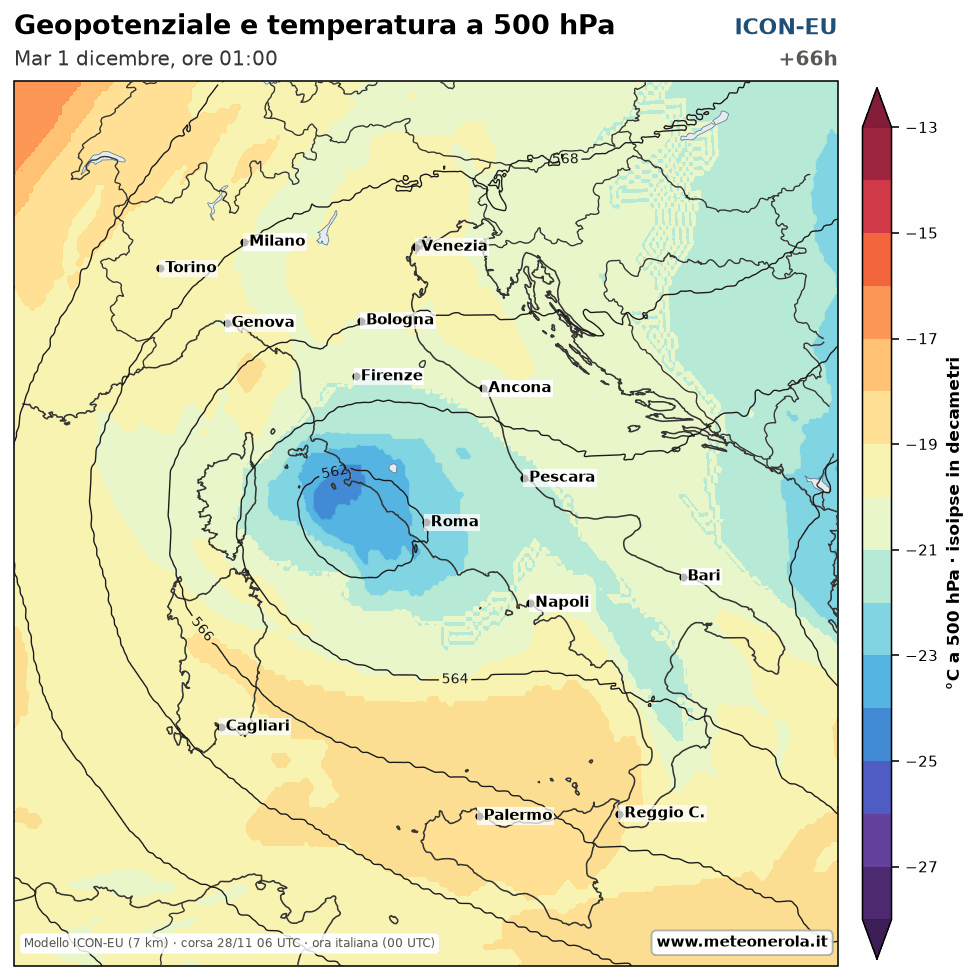 Geopotenziale e temperatura a 500 hPa
ICON-EU
Mar 1 dicembre, ore 01:00
+66h
568
Milano
Venezia
Torino
Genova
Bologna
Firenze
Ancona
562
Pescara
Roma
Bari
Napoli
566
564
Cagliari
Palermo
Reggio C.
Modello ICON-EU (7 km) · corsa 28/11 06 UTC · ora italiana (00 UTC)
www.meteonerola.it
−13
−15
−17
−19
−21
−23
−25
−27
°C a 500 hPa · isoipse in decametri